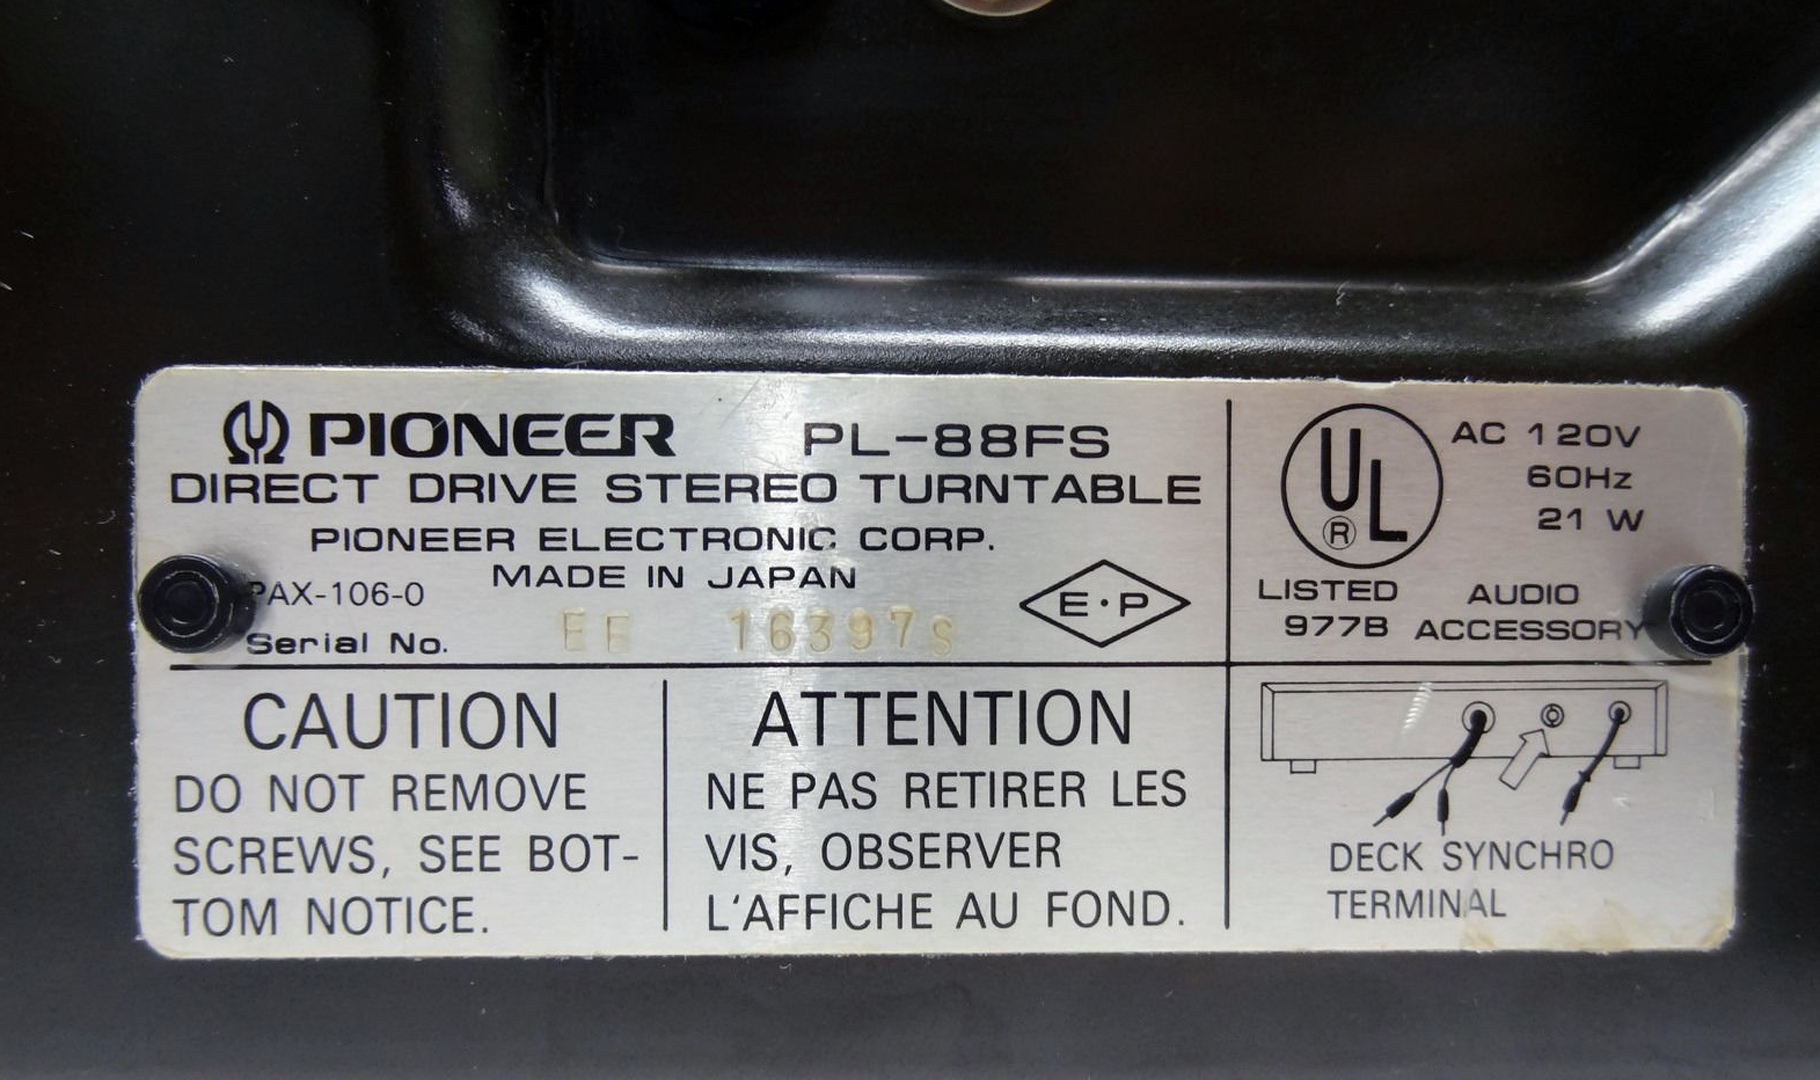 PIONEER PL-88FS
DIRECT DRIVE STEREO TURNTABLE
PIONEER ELECTRONIC CORP.
MADE IN JAPAN
PAX-106-0
Serial No. EE 16397S
E·P
UL
®
AC 120V
60Hz
21 W
LISTED
977B
AUDIO
ACCESSORY
CAUTION
DO NOT REMOVE
SCREWS, SEE BOT-
TOM NOTICE.
ATTENTION
NE PAS RETIRER LES
VIS, OBSERVER
L'AFFICHE AU FOND.
DECK SYNCHRO
TERMINAL